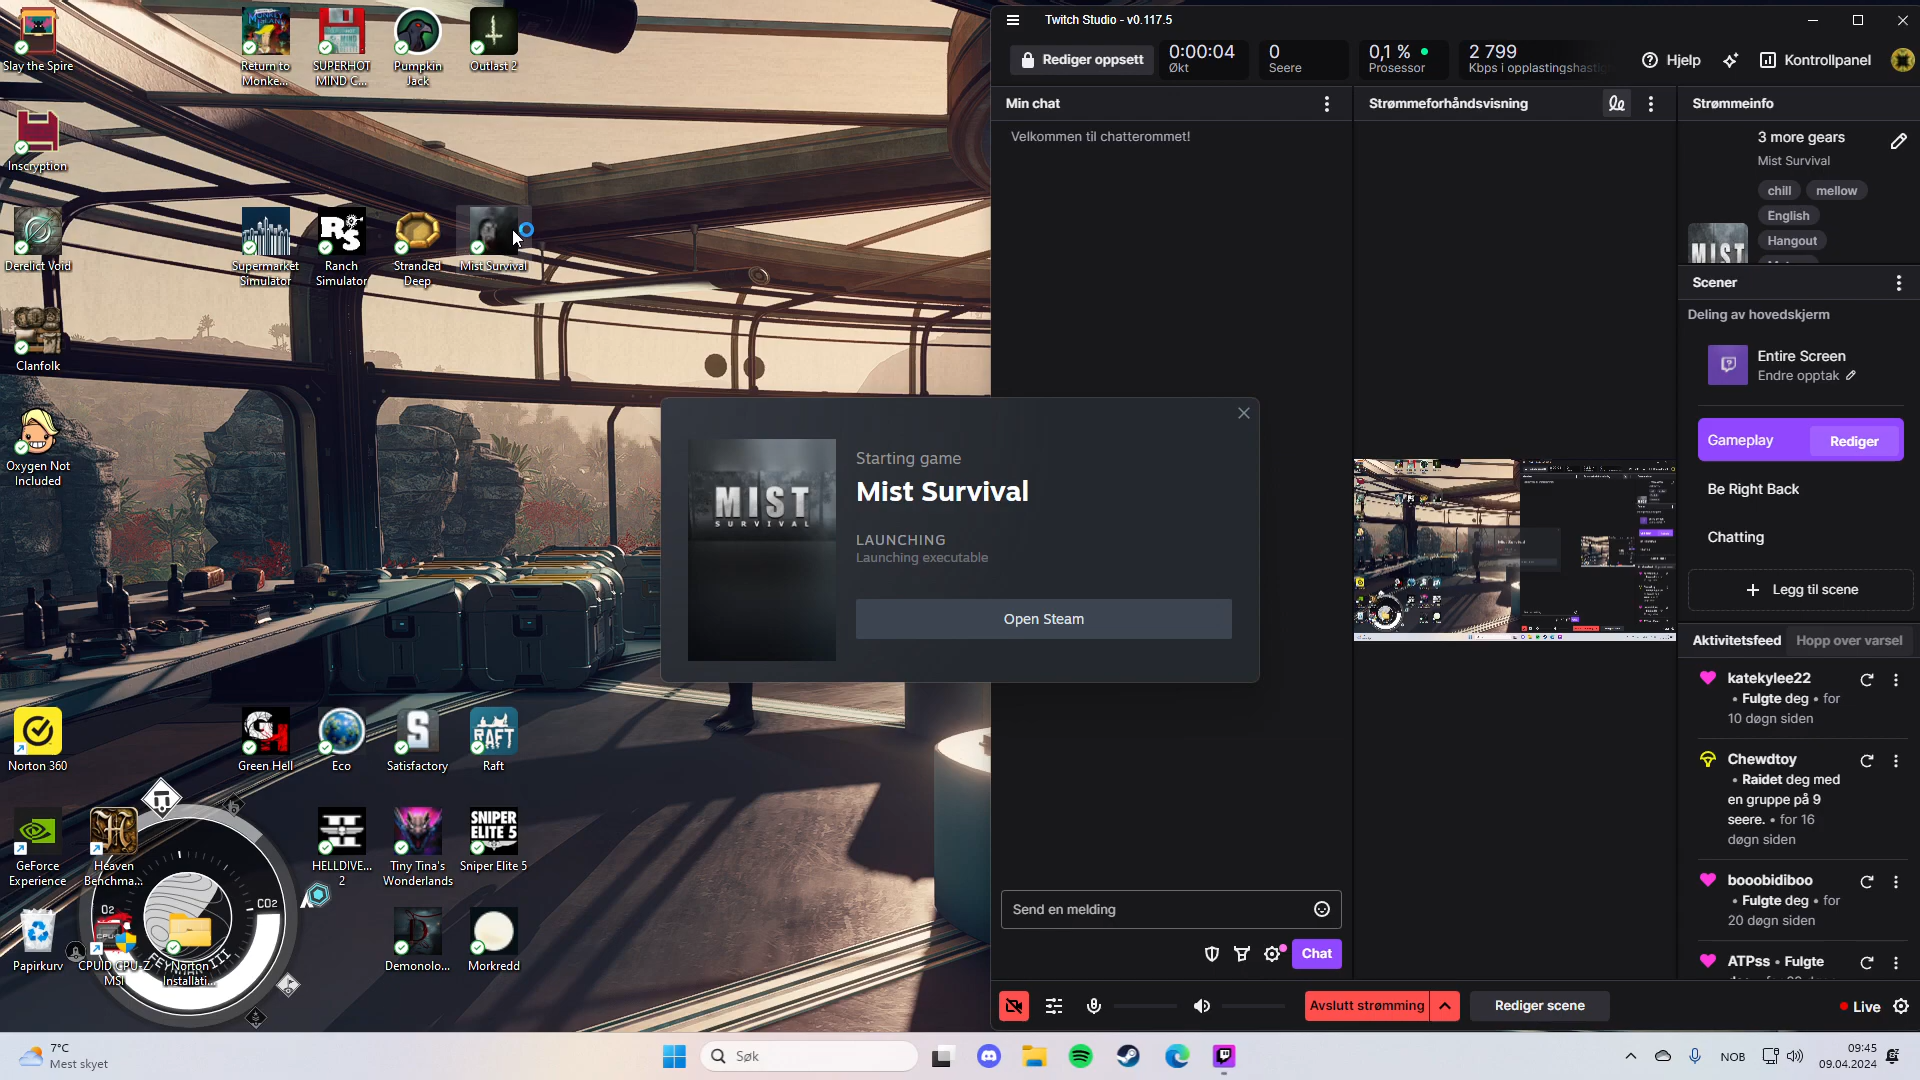 Slay the Spire
Return to
Monke...
SUPERHOT
MIND C...
Pumpkin
Jack
Outlast 2
Inscryption
Derelict Void
Supermarket
Simulator
Ranch
Simulator
Stranded
Deep
Mist Survival
Clanfolk
Oxygen Not
Included
Norton 360
Green Hell
Eco
Satisfactory
RAFT
Raft
GeForce
Experience
Heaven
Benchma...
HELLDIVE...
2
Tiny Tina's
Wonderlands
SNIPER
ELITE 5
Sniper Elite 5
O2
CO2
Papirkurv
CPUID CPU-Z
MSI
Norton
Installati...
Demonolo...
Morkredd
Twitch Studio - v0.117.5
Rediger oppsett
0:00:04
Økt
0
Seere
0,1 %
Prosessor
2 799
Kbps i opplastingshastig
Hjelp
Kontrollpanel
Min chat
Velkommen til chatterommet!
Strømmeforhåndsvisning
Strømmeinfo
3 more gears
Mist Survival
chill
mellow
English
Hangout
MIST
Scener
Deling av hovedskjerm
Entire Screen
Endre opptak
Gameplay
Rediger
Be Right Back
Chatting
Legg til scene
Aktivitetsfeed
Hopp over varsel
katekylee22
• Fulgte deg • for
10 døgn siden
Chewdtoy
• Raidet deg med
en gruppe på 9
seere. • for 16
døgn siden
booobidiboo
• Fulgte deg • for
20 døgn siden
ATPss • Fulgte
MIST
SURVIVAL
Starting game
Mist Survival
LAUNCHING
Launching executable
Open Steam
Send en melding
Chat
Avslutt strømming
Rediger scene
Live
7°C
Mest skyet
Søk
NOB
09:45
09.04.2024